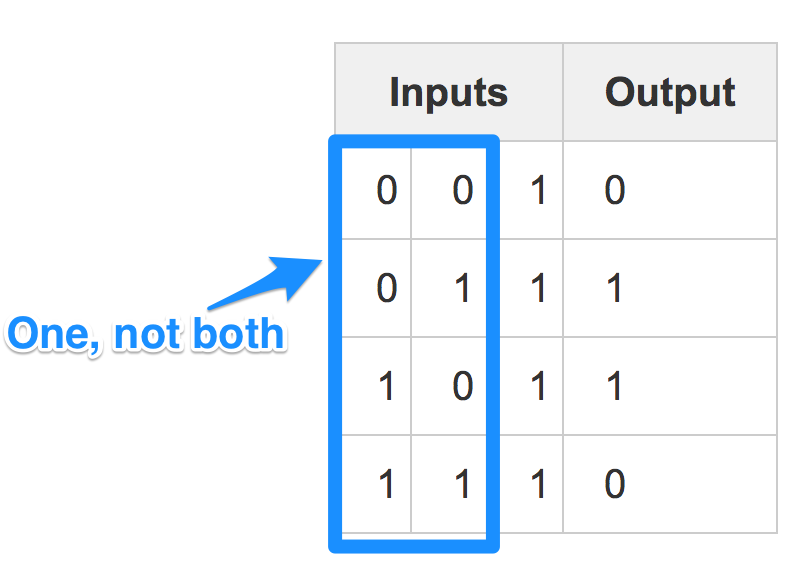 Inputs Output
0 0 1 0
0 1 1 1
One, not both
1 0 1 1
1 1 1 0